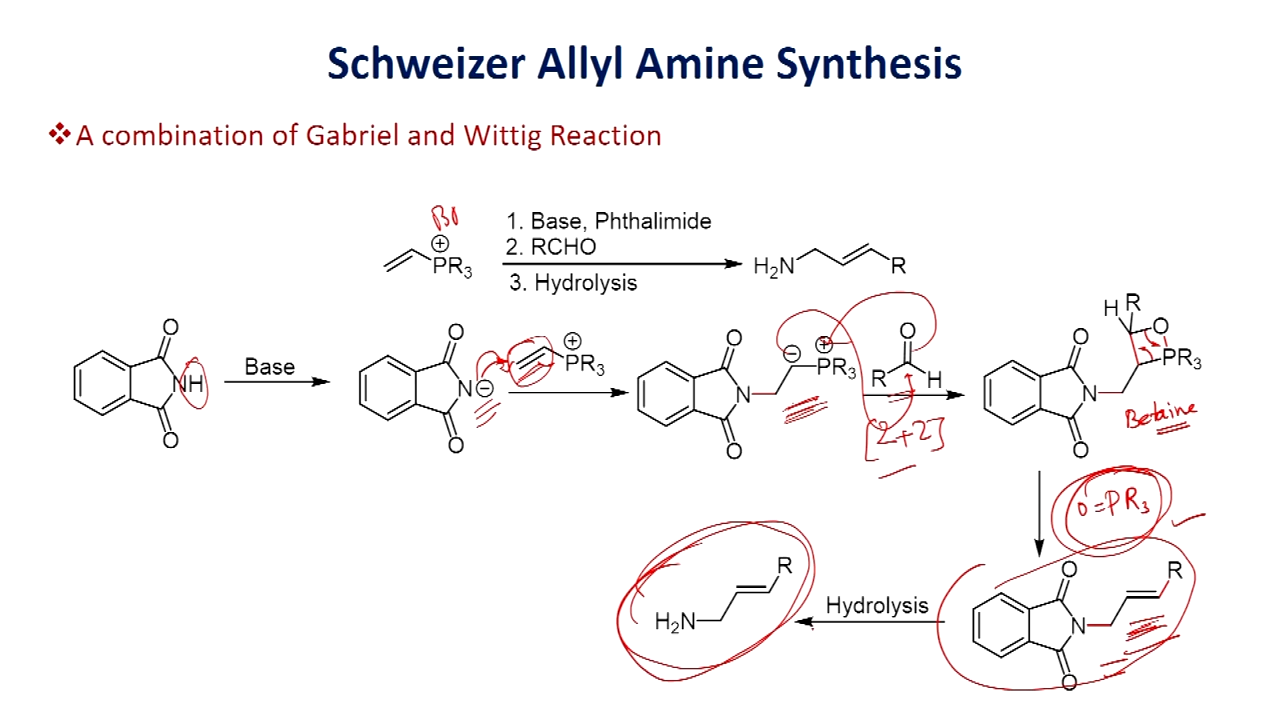 Schweizer Allyl Amine Synthesis
❖A combination of Gabriel and Wittig Reaction
⊕
PR3
1. Base, Phthalimide
2. RCHO
3. Hydrolysis
H2N
R
O
NH
O
Base
O
N⊖
O
⊕
PR3
O
N
O
−
⊕
PR3
O
R
H
[2+2]
O
N
O
H
R
O
PR3
Betaine
O=PR3
O
N
O
R
Hydrolysis
H2N
R